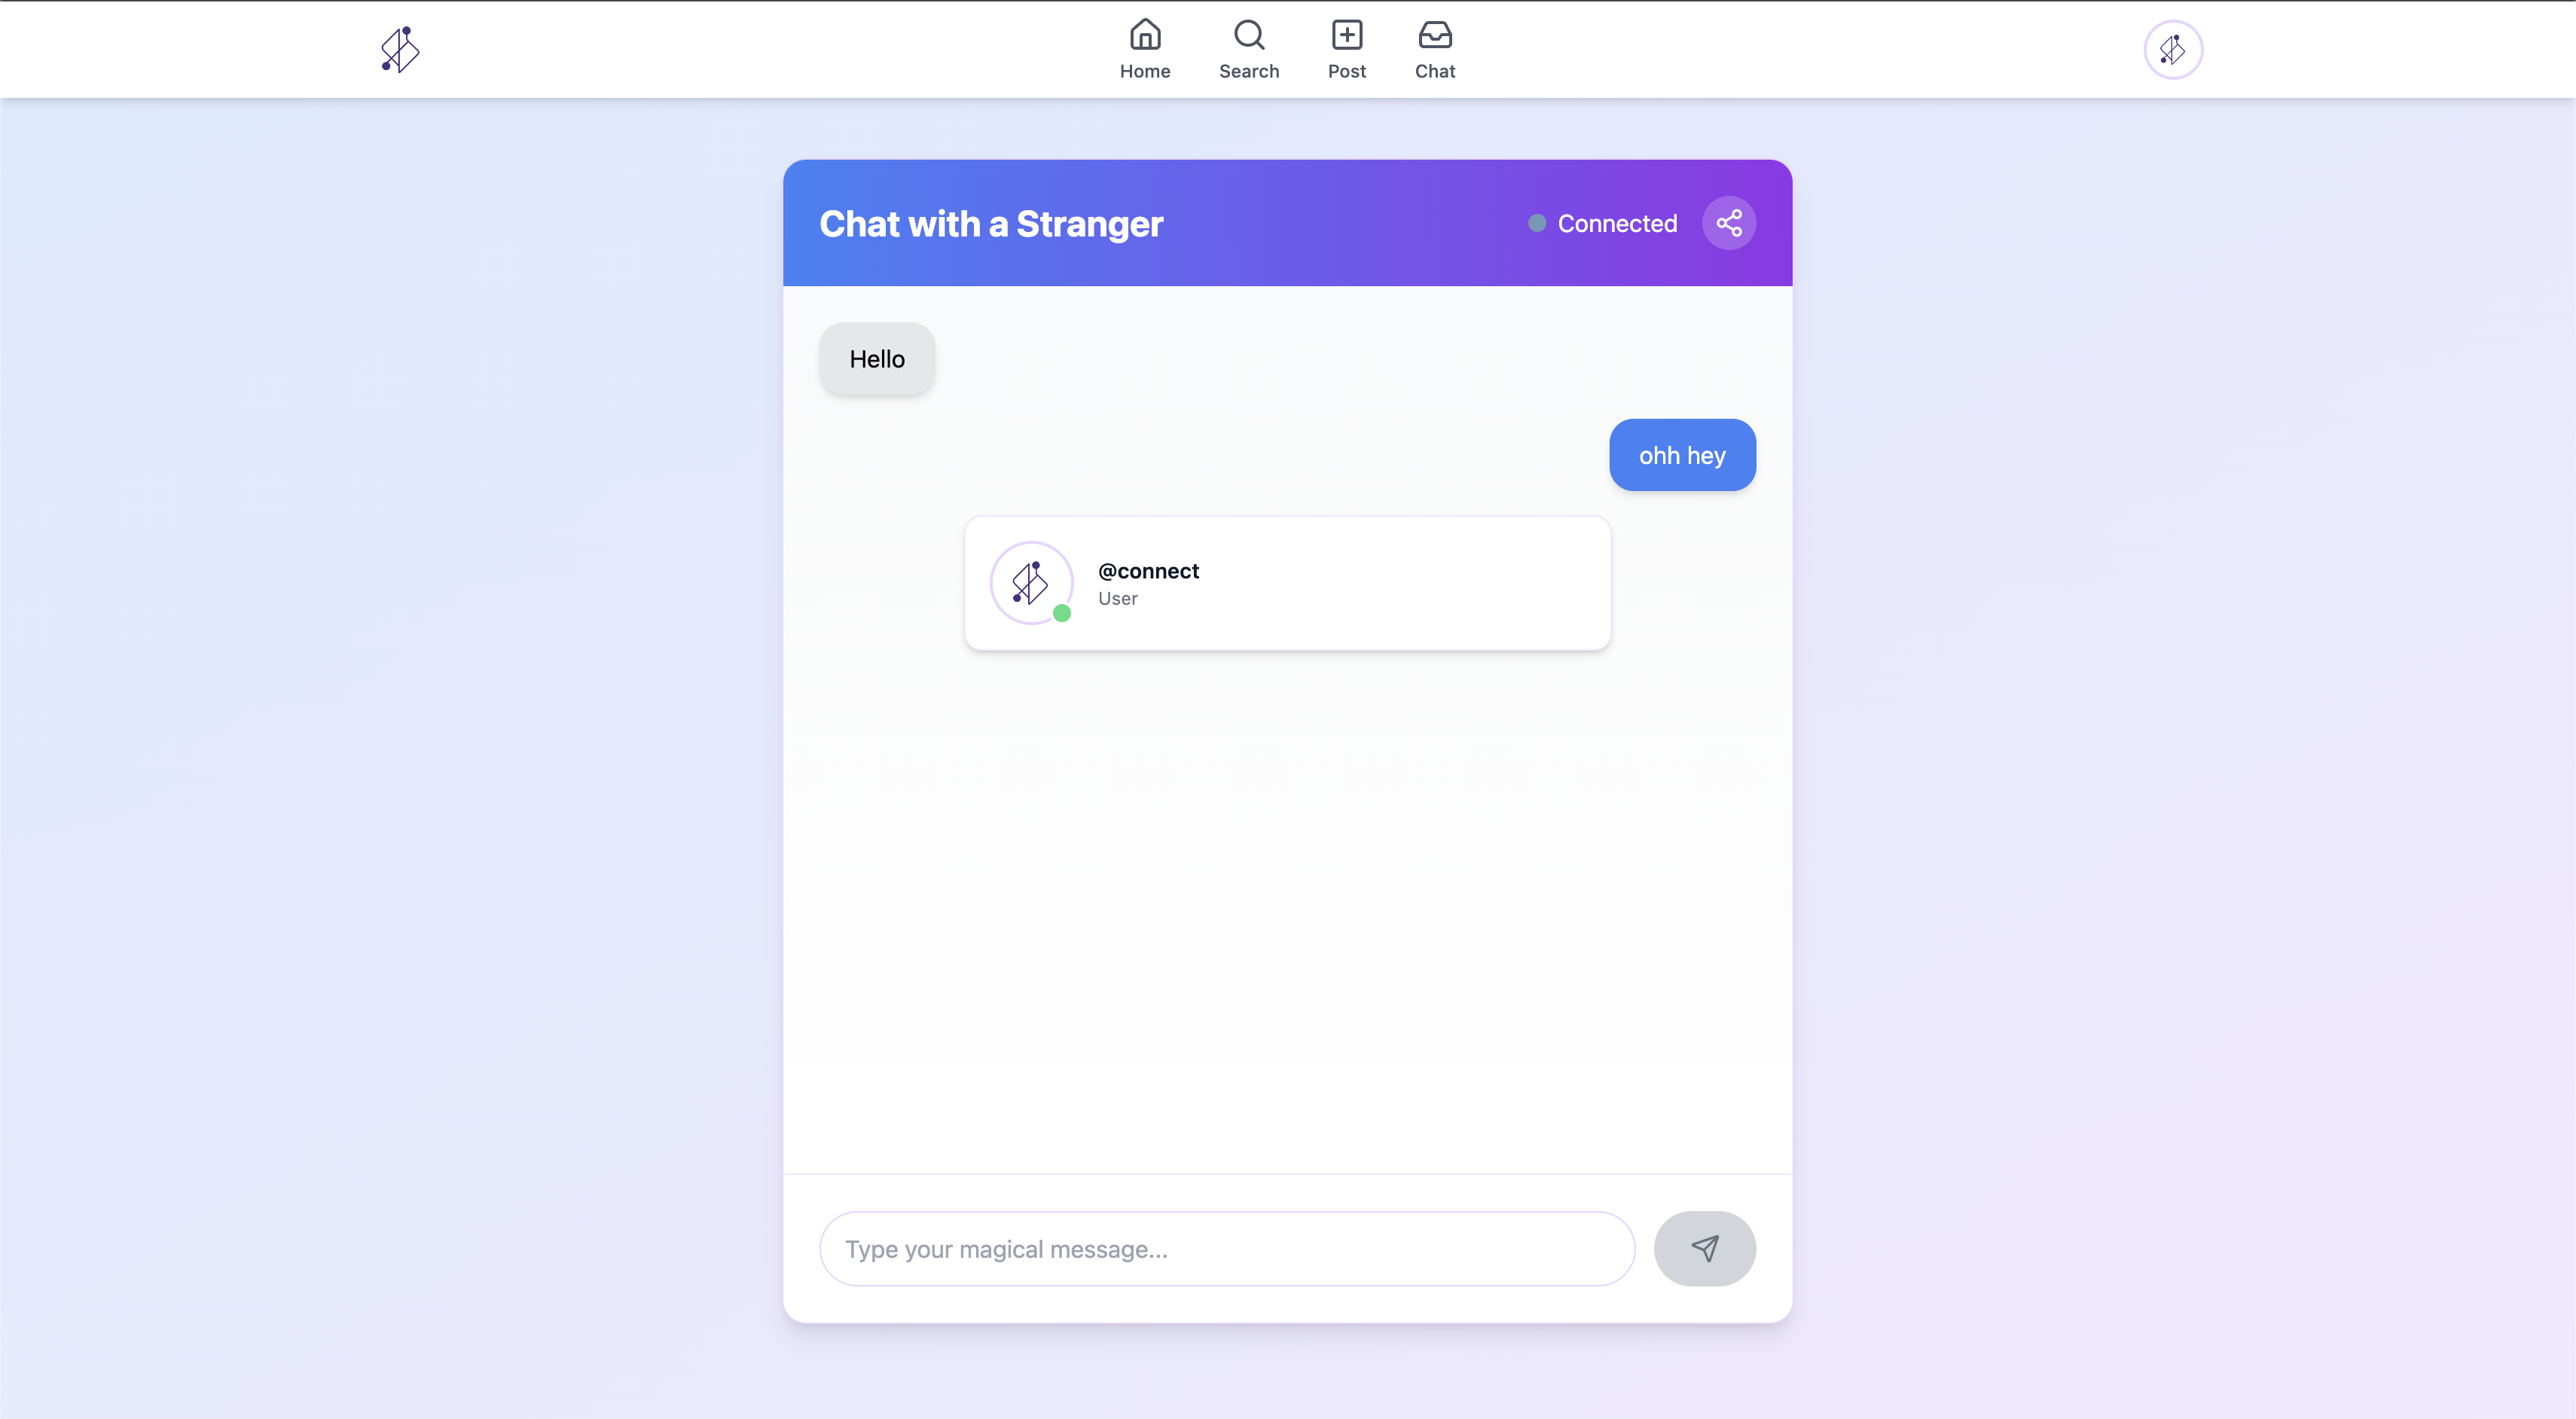 Home
Search
Post
Chat
Chat with a Stranger
Connected
Hello
ohh hey
@connect
User
Type your magical message...